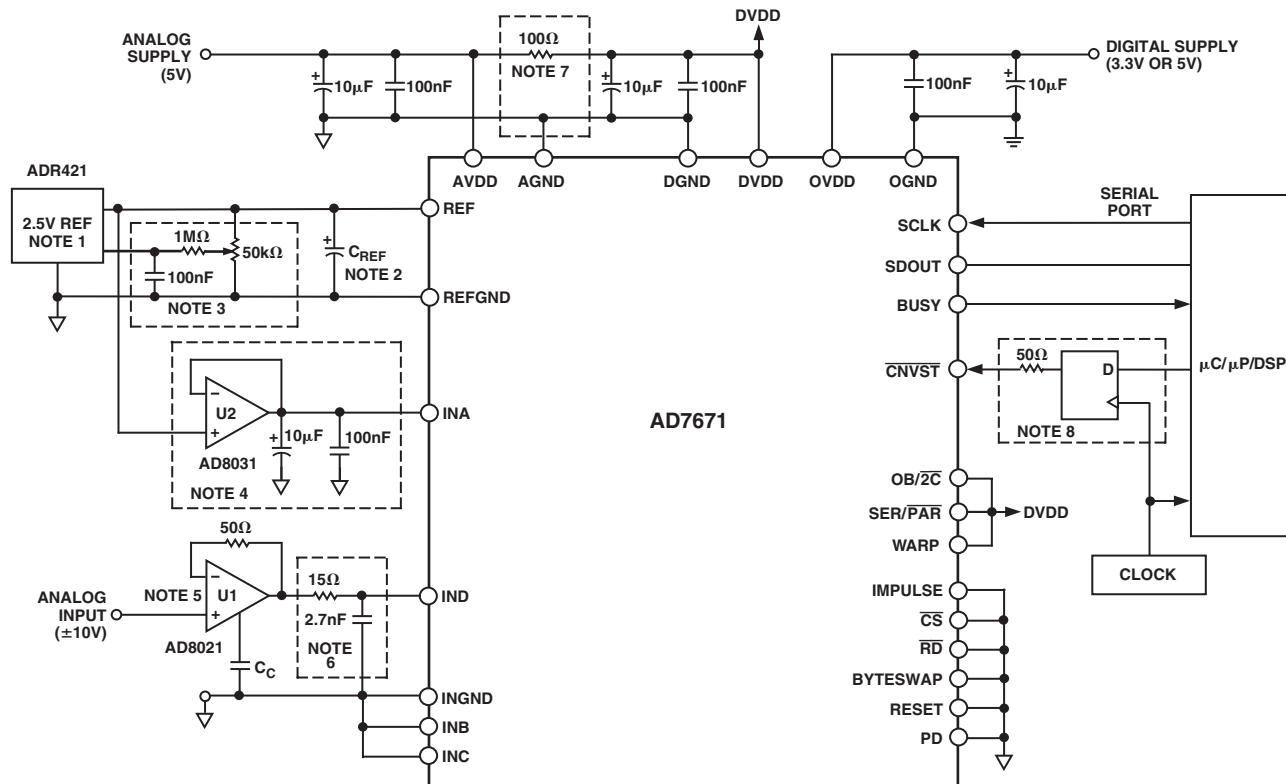 ANALOG
SUPPLY
(5V)
100Ω
NOTE 7
DVDD
DIGITAL SUPPLY
(3.3V OR 5V)
+
10μF
100nF
+
10μF
100nF
100nF
+
10μF
AVDD
AGND
DGND
DVDD
OVDD
OGND
ADR421
2.5V REF
NOTE 1
1MΩ
50kΩ
100nF
NOTE 3
+
CREF
NOTE 2
REF
REFGND
SERIAL
PORT
SCLK
SDOUT
BUSY
CNVST
50Ω
D
NOTE 8
μC/μP/DSP
CLOCK
AD7671
−
U2
+
AD8031
+
10μF
100nF
NOTE 4
INA
OB/2C
SER/PAR
WARP
DVDD
50Ω
NOTE 5
−
U1
+
ANALOG
INPUT
(±10V)
AD8021
CC
15Ω
2.7nF
NOTE
6
IND
INGND
INB
INC
IMPULSE
CS
RD
BYTESWAP
RESET
PD